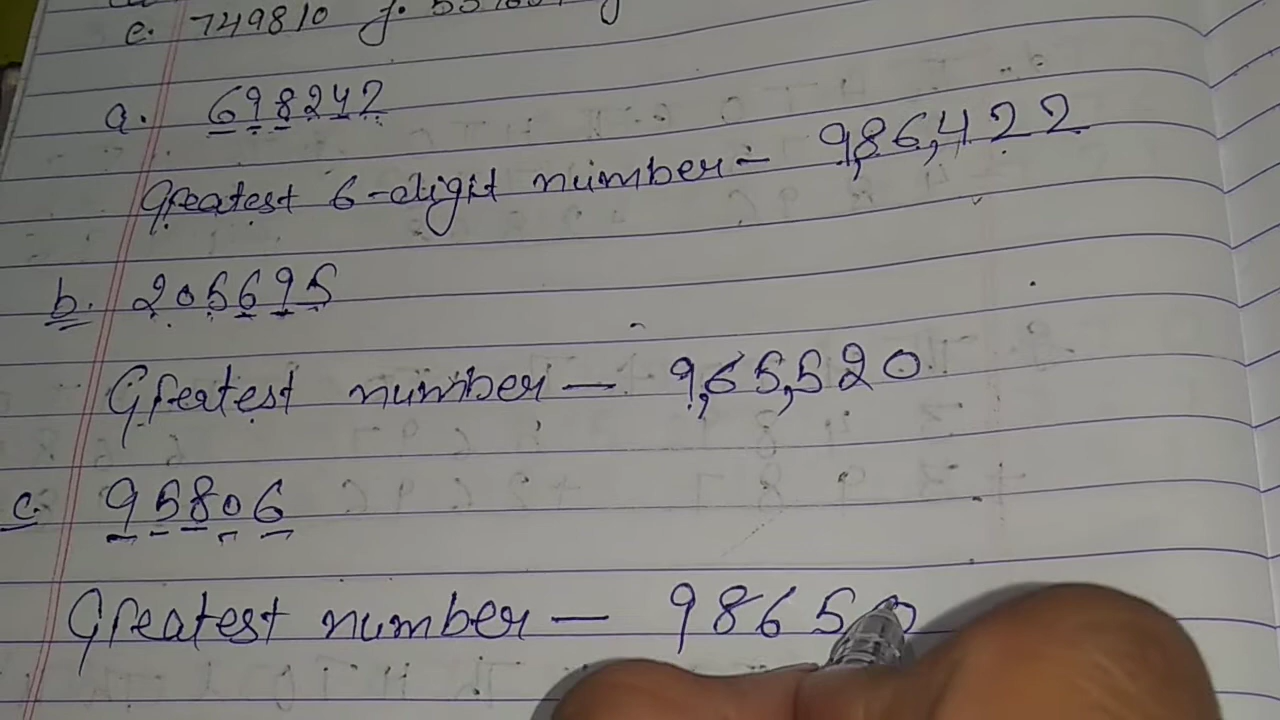 e. 749810 f.
a. 698242
Greatest 6-digit number - 9,86,422
b. 205695
Greatest number - 9,65,520
c. 95806
Greatest number - 98650